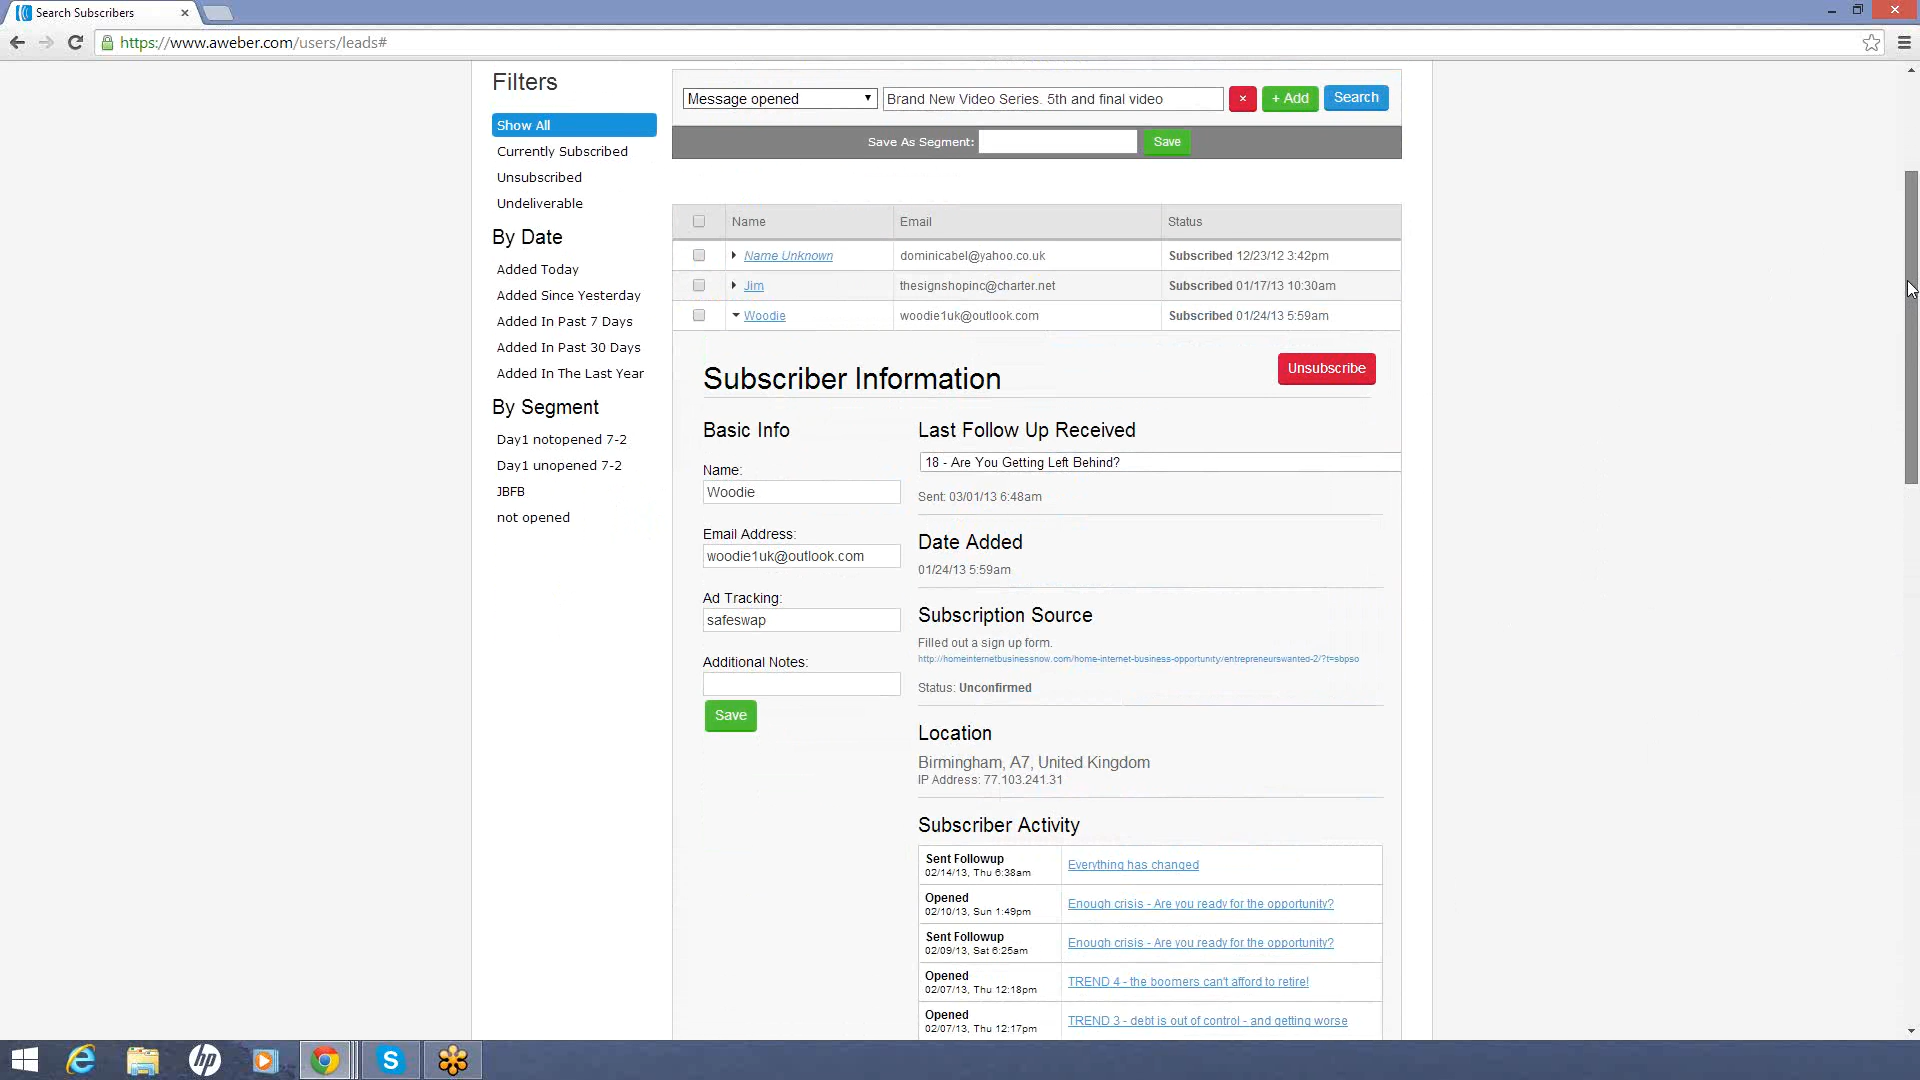 Search Subscribers
https://www.aweber.com/users/leads#
Filters
Show All
Currently Subscribed
Unsubscribed
Undeliverable
By Date
Added Today
Added Since Yesterday
Added In Past 7 Days
Added In Past 30 Days
Added In The Last Year
By Segment
Day1 notopened 7-2
Day1 unopened 7-2
JBFB
not opened
Message opened Brand New Video Series. 5th and final video × + Add Search
Save As Segment: Save
Name Email Status
Name Unknown dominicabel@yahoo.co.uk Subscribed 12/23/12 3:42pm
Jim thesignshopinc@charter.net Subscribed 01/17/13 10:30am
Woodie woodie1uk@outlook.com Subscribed 01/24/13 5:59am
Subscriber Information Unsubscribe
Basic Info
Name:
Woodie
Email Address:
woodie1uk@outlook.com
Ad Tracking:
safeswap
Additional Notes:
Save
Last Follow Up Received
18 - Are You Getting Left Behind?
Sent: 03/01/13 6:48am
Date Added
01/24/13 5:59am
Subscription Source
Filled out a sign up form.
http://homeinternetbusinessnow.com/home-internet-business-opportunity/entrepreneurswanted-2/?t=sbpso
Status: Unconfirmed
Location
Birmingham, A7, United Kingdom
IP Address: 77.103.241.31
Subscriber Activity
Sent Followup Everything has changed
02/14/13, Thu 6:38am
Opened Enough crisis - Are you ready for the opportunity?
02/10/13, Sun 1:49pm
Sent Followup Enough crisis - Are you ready for the opportunity?
02/09/13, Sat 6:25am
Opened TREND 4 - the boomers can't afford to retire!
02/07/13, Thu 12:18pm
Opened TREND 3 - debt is out of control - and getting worse
02/07/13, Thu 12:17pm
hp
S